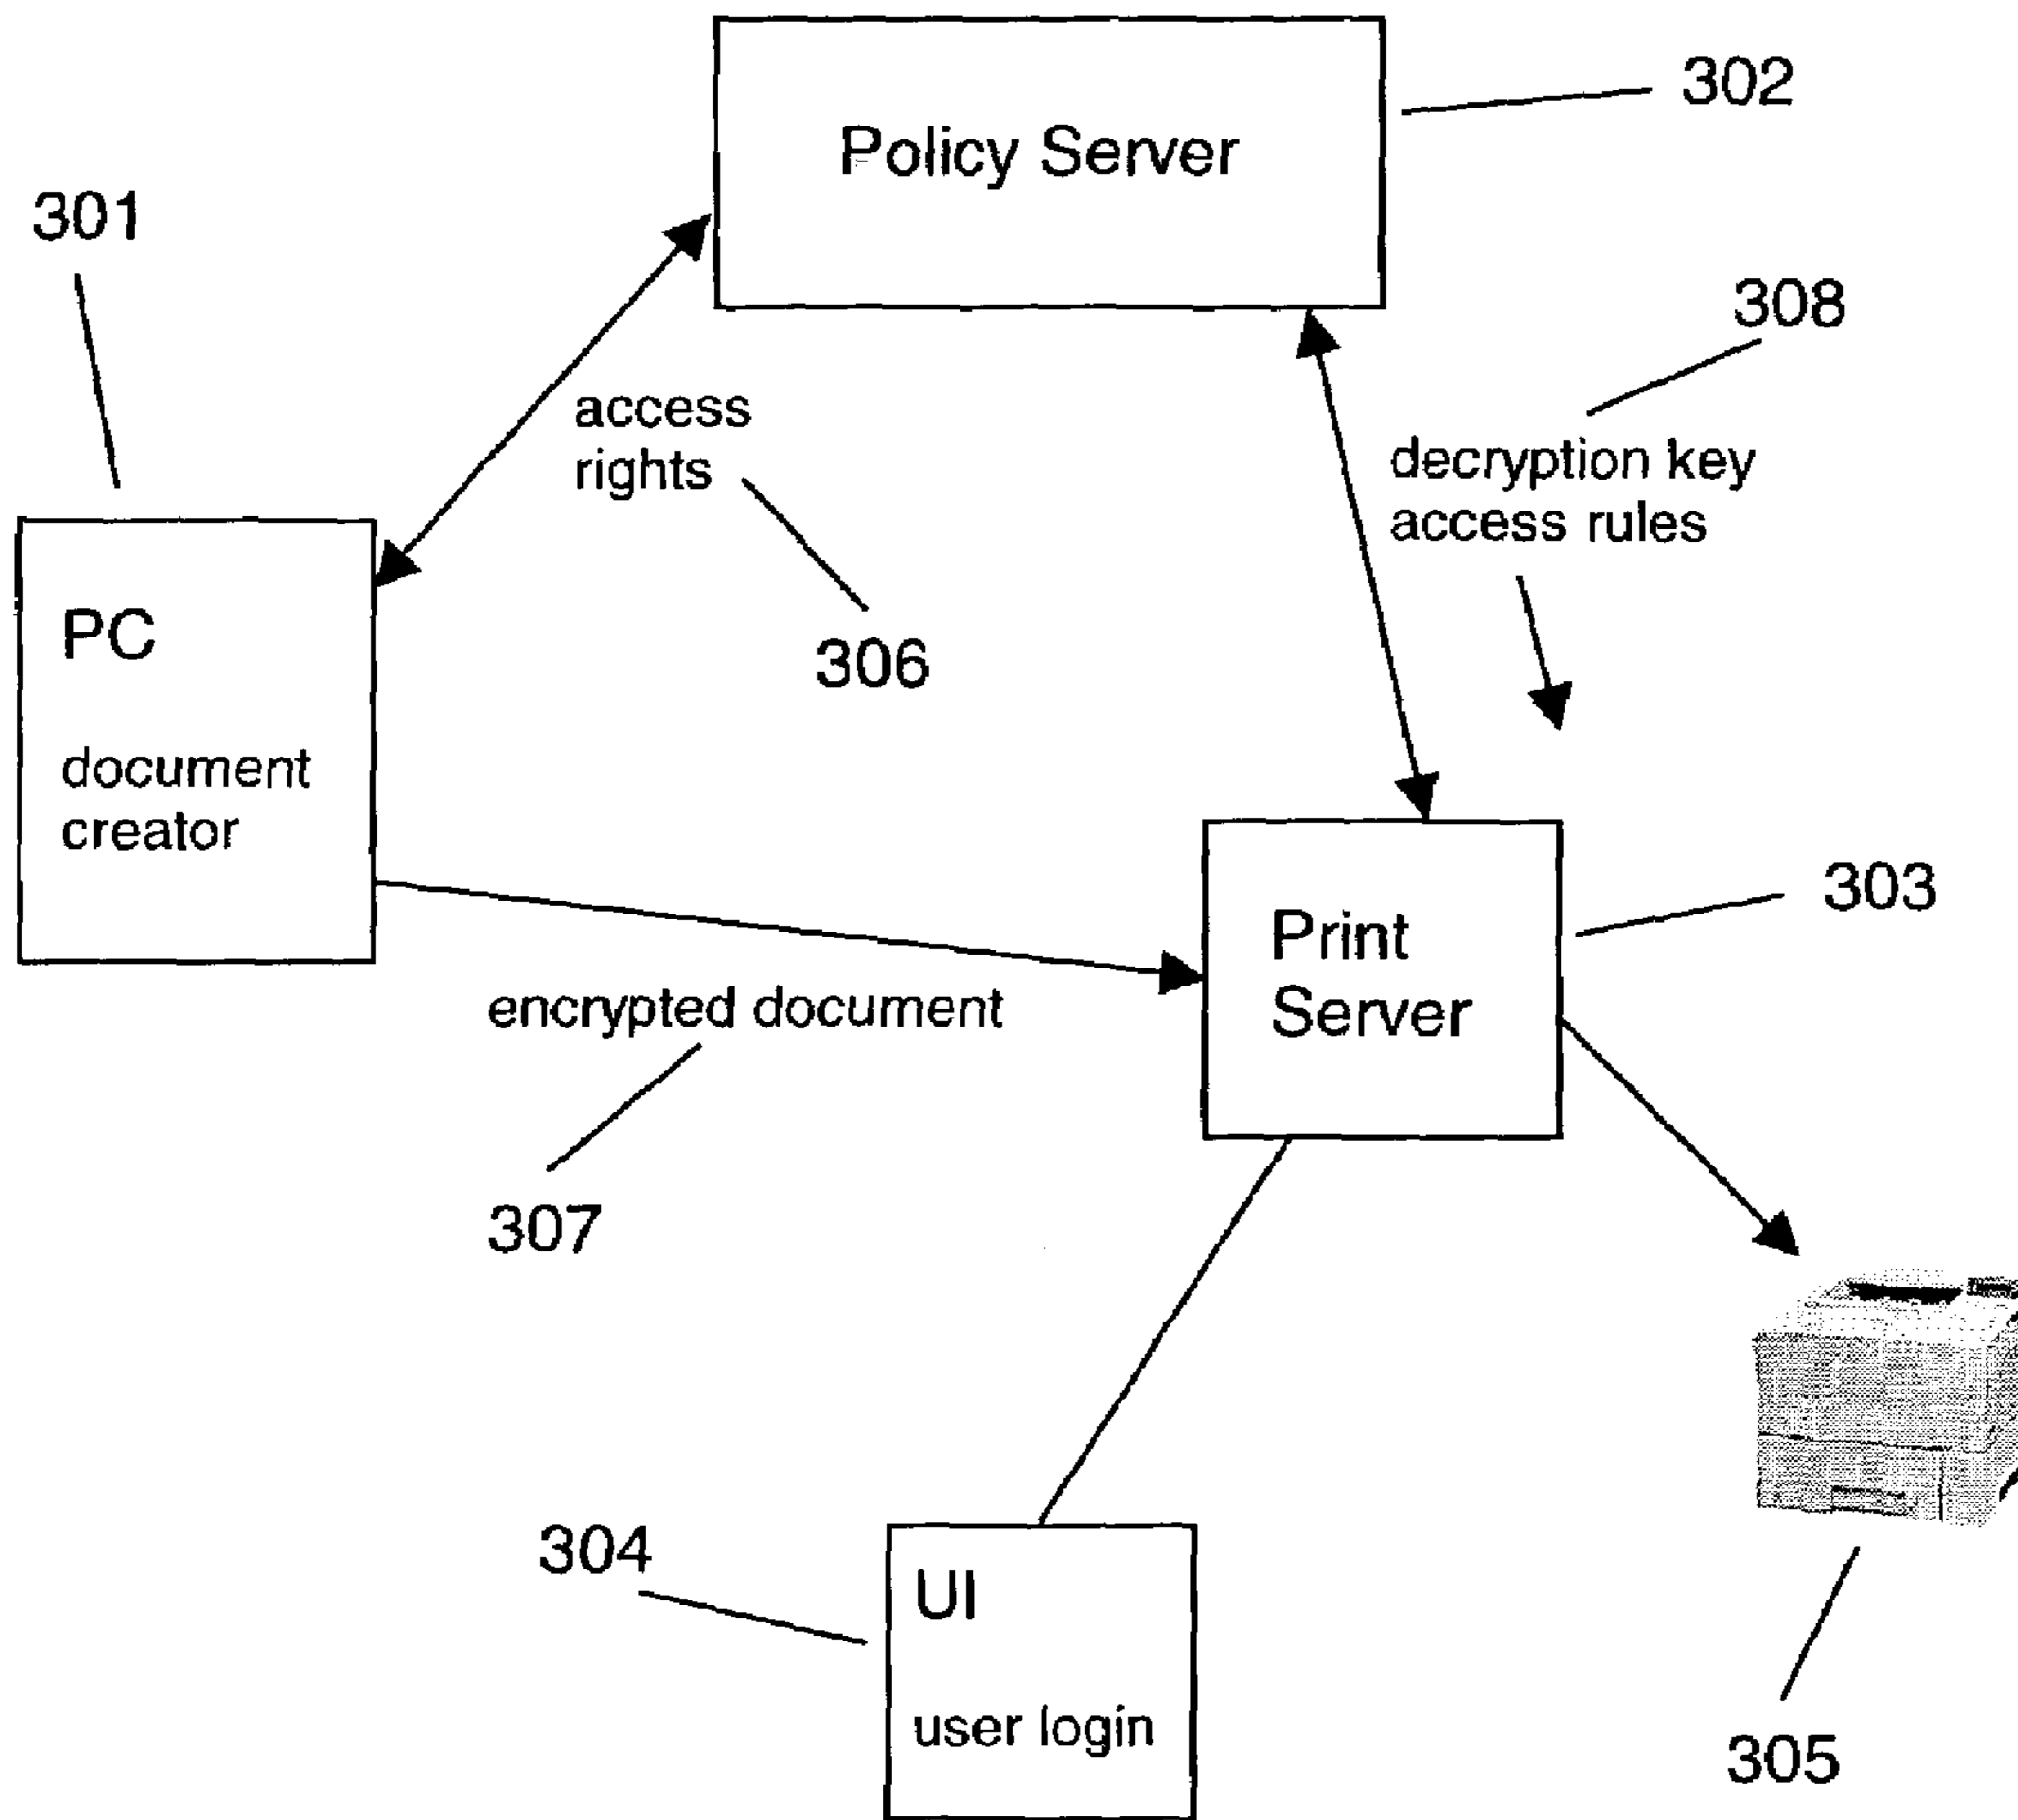 302
Policy Server
301
308
access
rights
decryption key
access rules
306
PC
document
creator
303
Print
Server
encrypted document
307
304
UI
user login
305